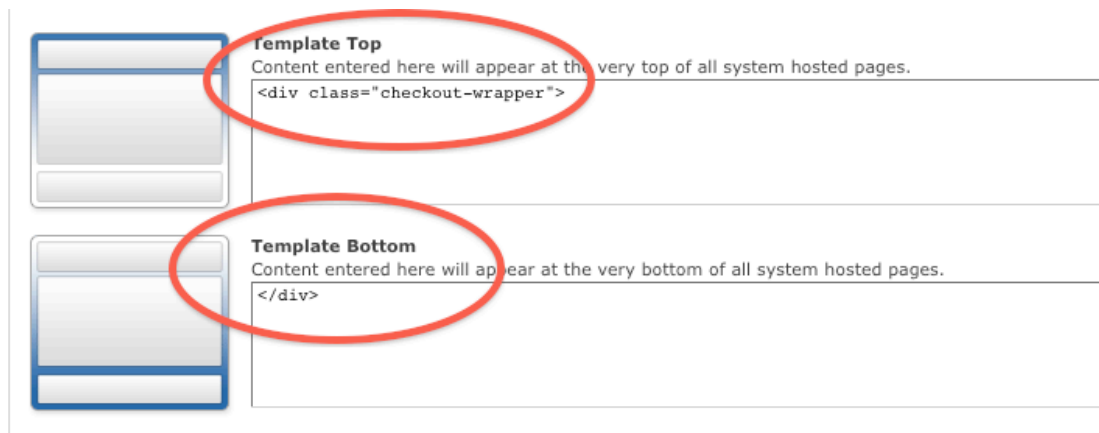 Template Top
Content entered here will appear at the very top of all system hosted pages.
<div class="checkout-wrapper">
Template Bottom
Content entered here will appear at the very bottom of all system hosted pages.
</div>